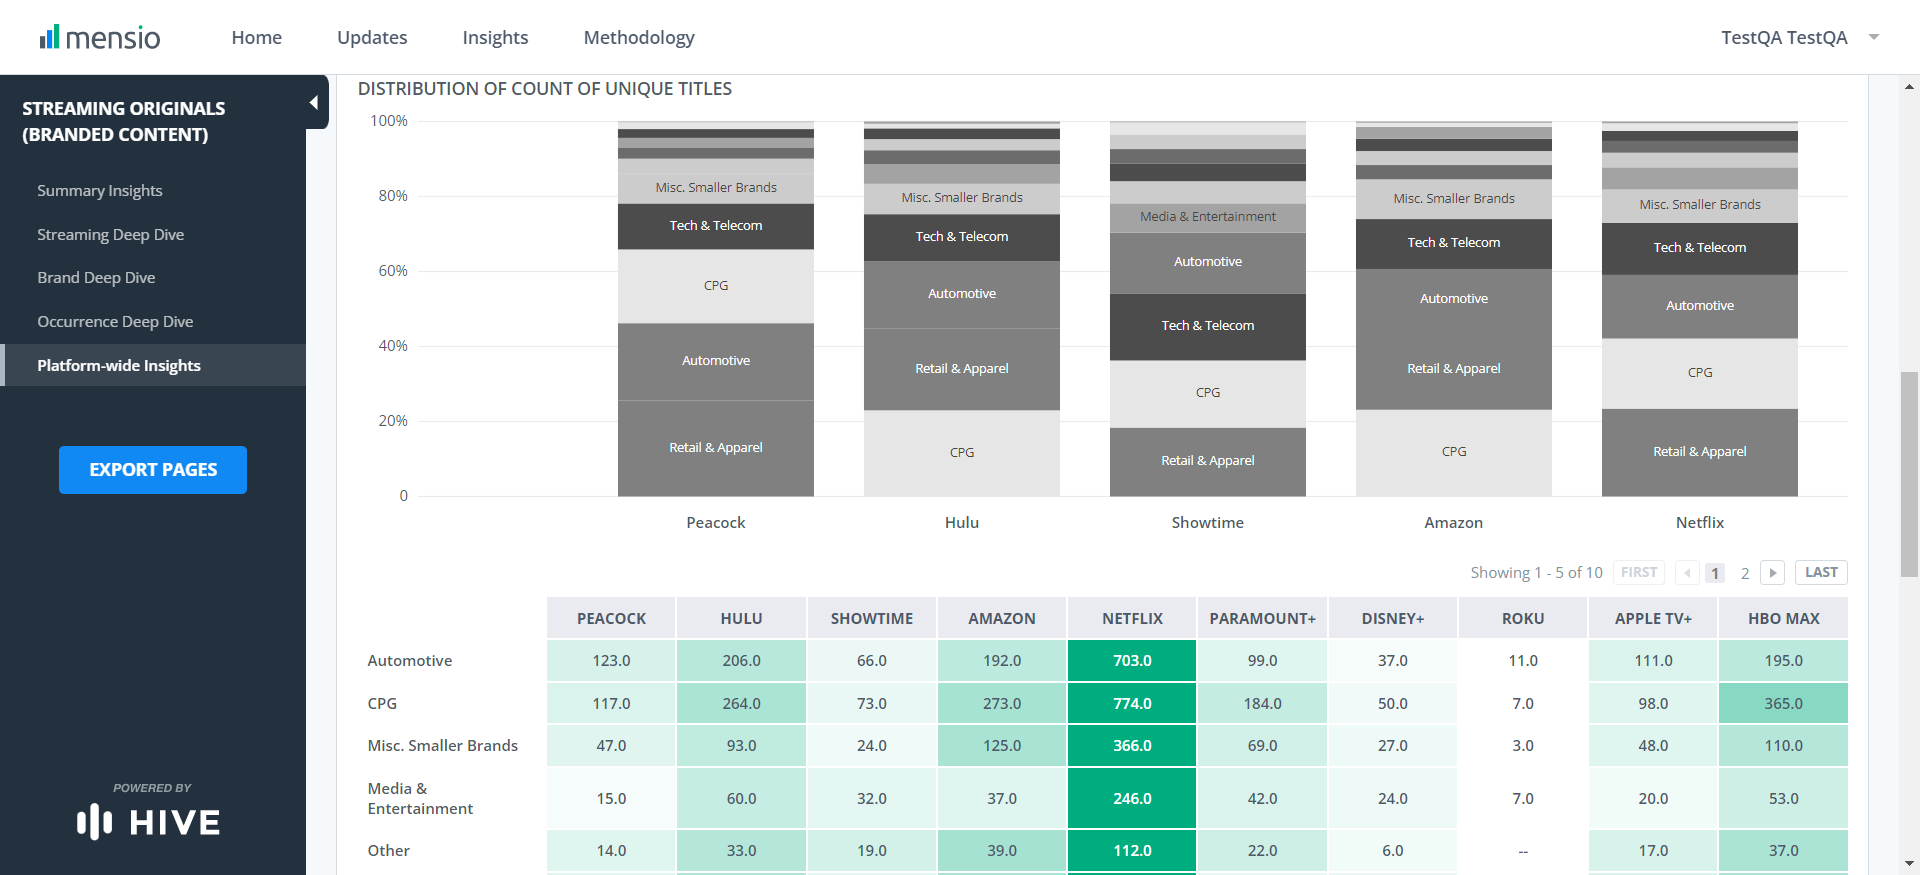 mensio
Home
Updates
Insights
Methodology
TestQA TestQA
STREAMING ORIGINALS
(BRANDED CONTENT)
Summary Insights
Streaming Deep Dive
Brand Deep Dive
Occurrence Deep Dive
Platform-wide Insights
EXPORT PAGES
POWERED BY
HIVE
DISTRIBUTION OF COUNT OF UNIQUE TITLES
100%
80%
60%
40%
20%
0
Misc. Smaller Brands
Tech & Telecom
CPG
Automotive
Retail & Apparel
Peacock
Misc. Smaller Brands
Tech & Telecom
Automotive
Retail & Apparel
CPG
Hulu
Media & Entertainment
Automotive
Tech & Telecom
CPG
Retail & Apparel
Showtime
Misc. Smaller Brands
Tech & Telecom
Automotive
Retail & Apparel
CPG
Amazon
Misc. Smaller Brands
Tech & Telecom
Automotive
CPG
Retail & Apparel
Netflix
Showing 1 - 5 of 10 FIRST 1 2 LAST
PEACOCK HULU SHOWTIME AMAZON NETFLIX PARAMOUNT+ DISNEY+ ROKU APPLE TV+ HBO MAX
Automotive 123.0 206.0 66.0 192.0 703.0 99.0 37.0 11.0 111.0 195.0
CPG 117.0 264.0 73.0 273.0 774.0 184.0 50.0 7.0 98.0 365.0
Misc. Smaller Brands 47.0 93.0 24.0 125.0 366.0 69.0 27.0 3.0 48.0 110.0
Media &
Entertainment 15.0 60.0 32.0 37.0 246.0 42.0 24.0 7.0 20.0 53.0
Other 14.0 33.0 19.0 39.0 112.0 22.0 6.0 -- 17.0 37.0